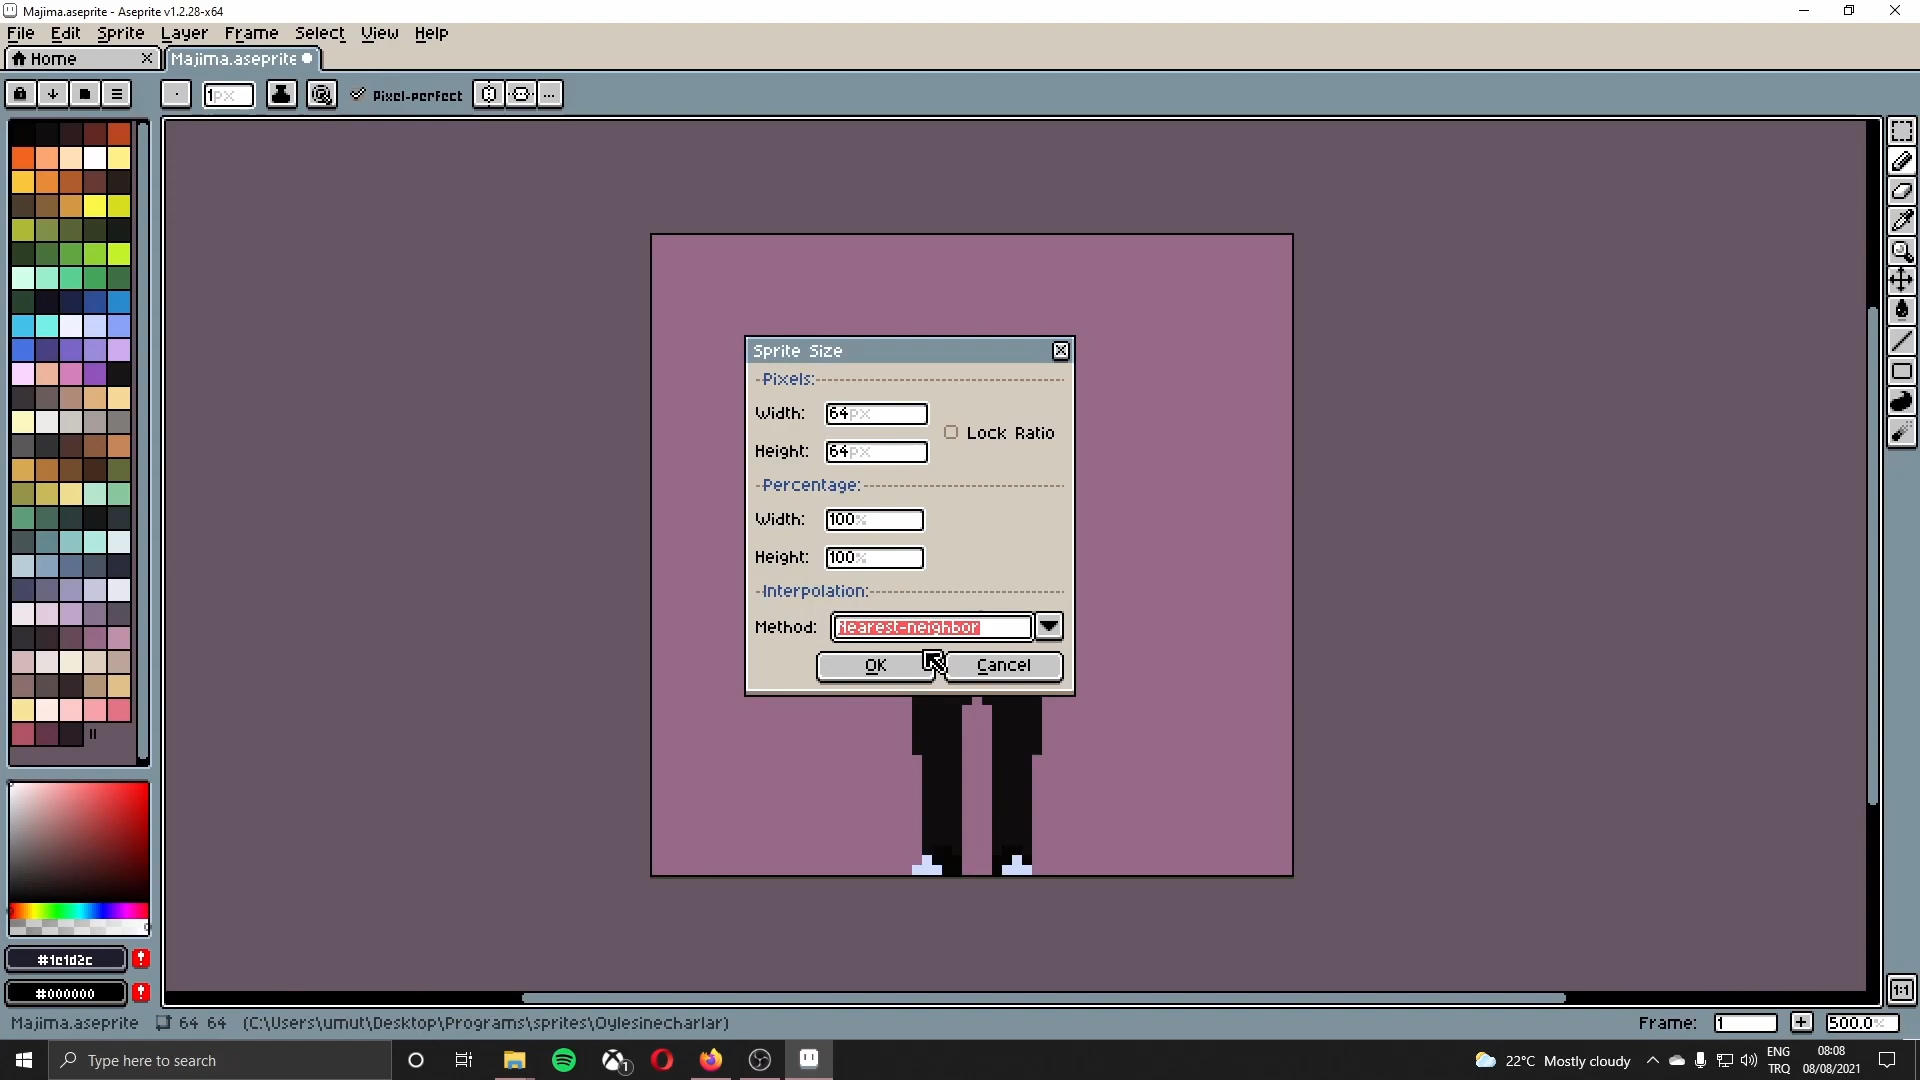 Majima.aseprite - Aseprite v1.2.28-x64
File Edit Sprite Layer Frame Select View Help
Home Majima.aseprite
1px Pixel-perfect
Sprite Size
Pixels:
Width: 64px
Lock Ratio
Height: 64px
Percentage:
Width: 100%
Height: 100%
Interpolation:
Method: Nearest-neighbor
OK Cancel
#1c1d2c
#000000
1:1
Majima.aseprite 64 64 (C:\Users\umut\Desktop\Programs\sprites\Oylesinecharlar)
Frame: 1 500.0%
Type here to search
1
22°C Mostly cloudy
ENG
TRQ
08:08
08/08/2021